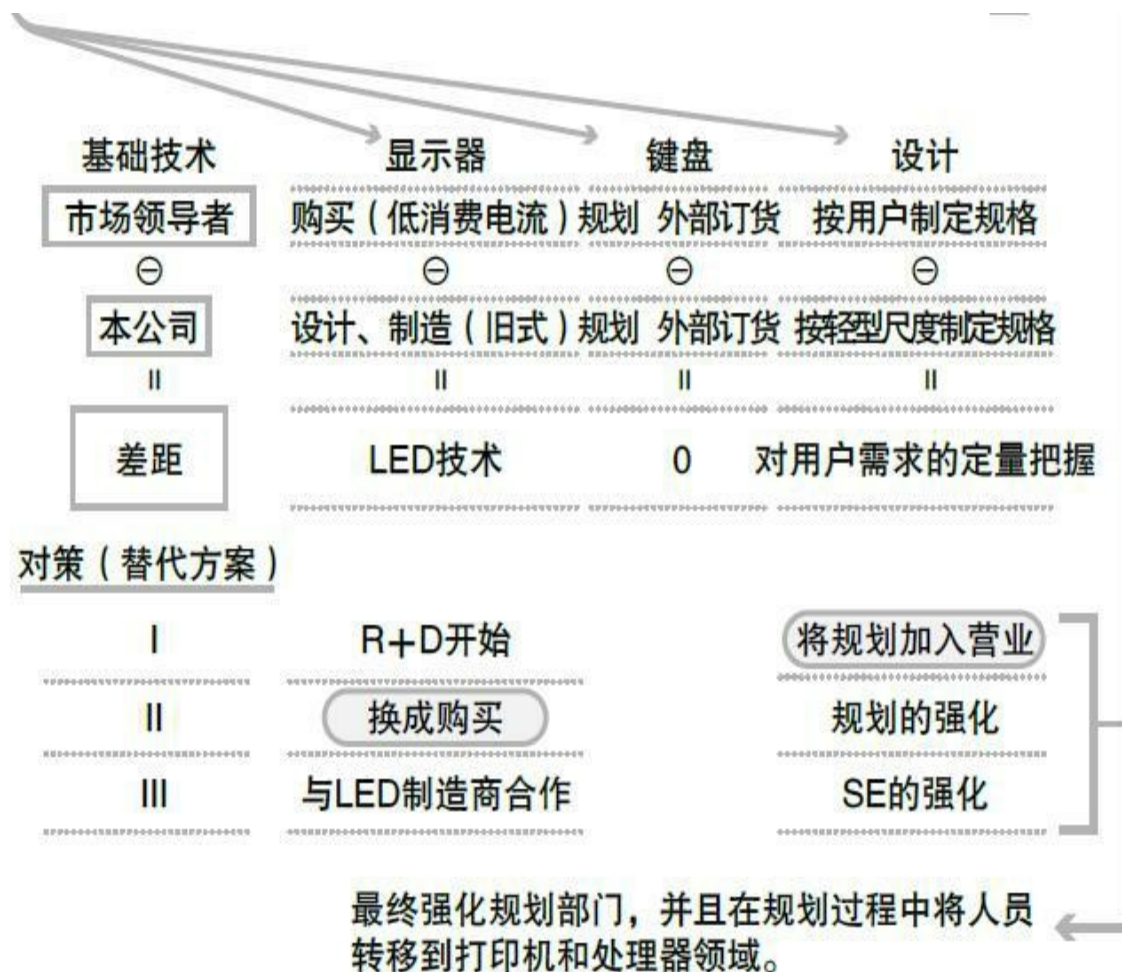 基础技术 显示器 键盘 设计
市场领导者 购买（低消费电流） 规划 外部订货 按用户制定规格
⊖ ⊖ ⊖ ⊖
本公司 设计、制造（旧式） 规划 外部订货 按轻型尺度制定规格
= = = =
差距 LED技术 0 对用户需求的定量把握
对策（替代方案）
I R+D开始 将规划加入营业
II 换成购买 规划的强化
III 与LED制造商合作 SE的强化
最终强化规划部门，并且在规划过程中将人员
转移到打印机和处理器领域。